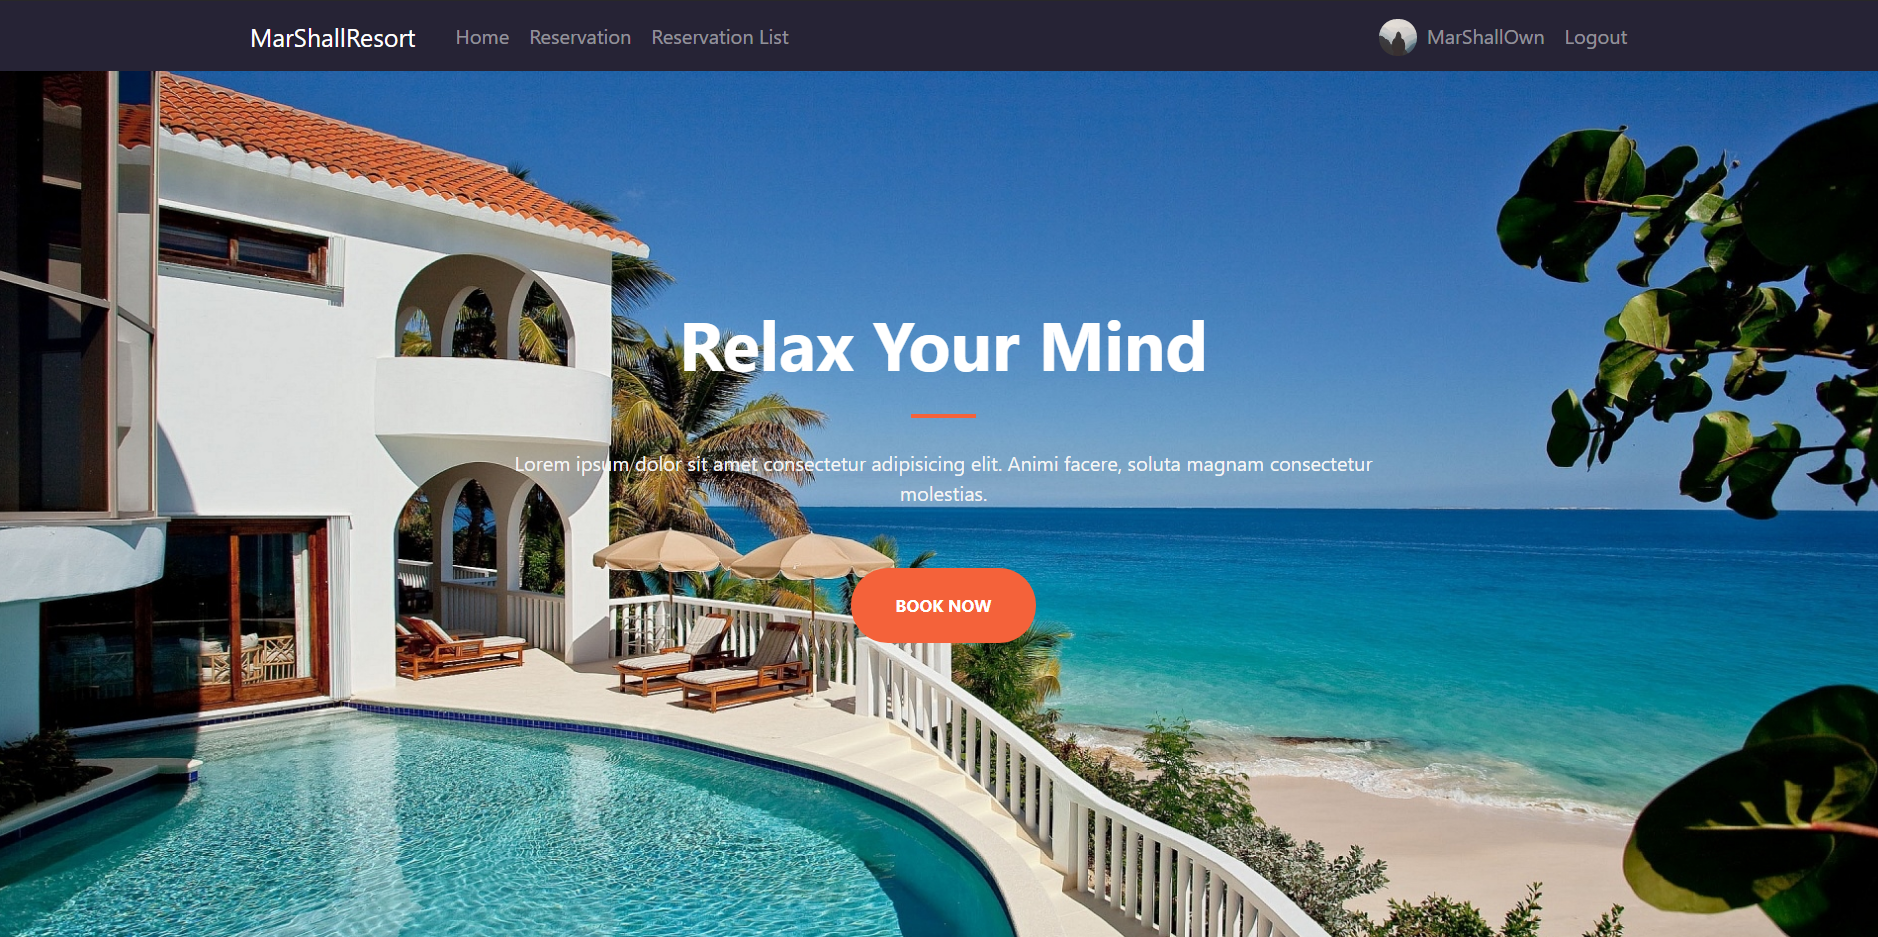 MarShallResort Home Reservation Reservation List MarShallOwn Logout
Relax Your Mind
Lorem ipsum dolor sit amet consectetur adipisicing elit. Animi facere, soluta magnam consectetur
molestias.
BOOK NOW